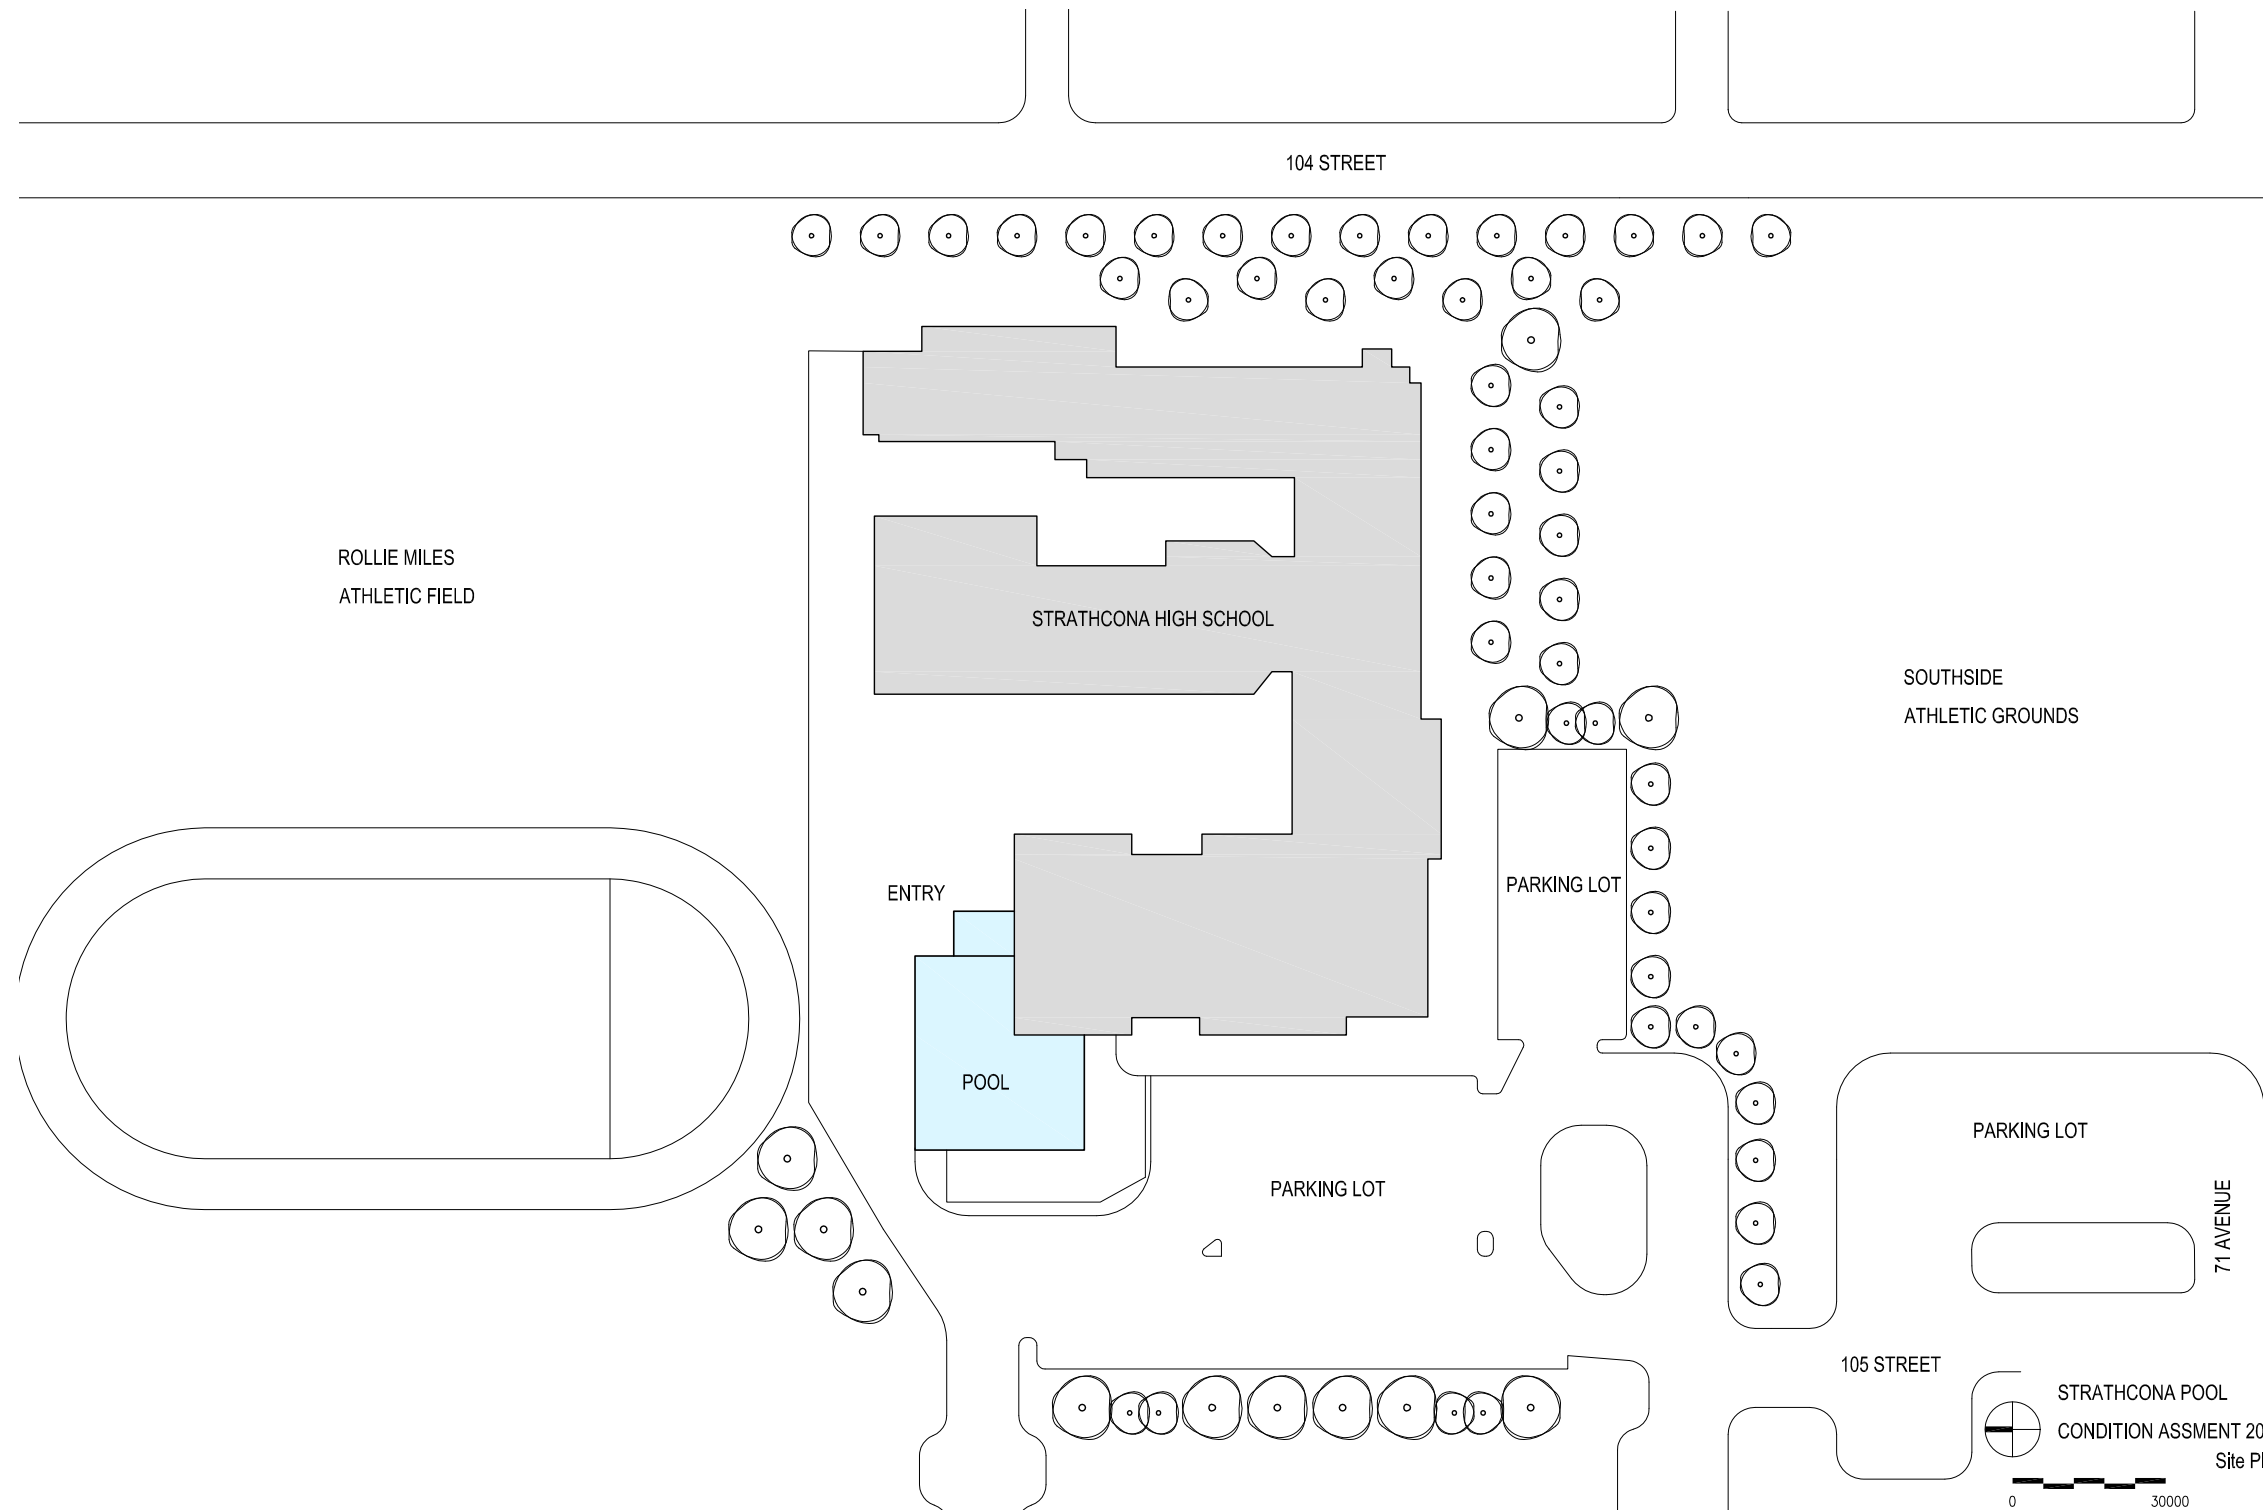 104 STREET
ROLLIE MILES
ATHLETIC FIELD
STRATHCONA HIGH SCHOOL
SOUTHSIDE
ATHLETIC GROUNDS
ENTRY
PARKING LOT
POOL
PARKING LOT
PARKING LOT
71 AVENUE
105 STREET
STRATHCONA POOL
CONDITION ASSMENT 20
Site Pl
0 30000